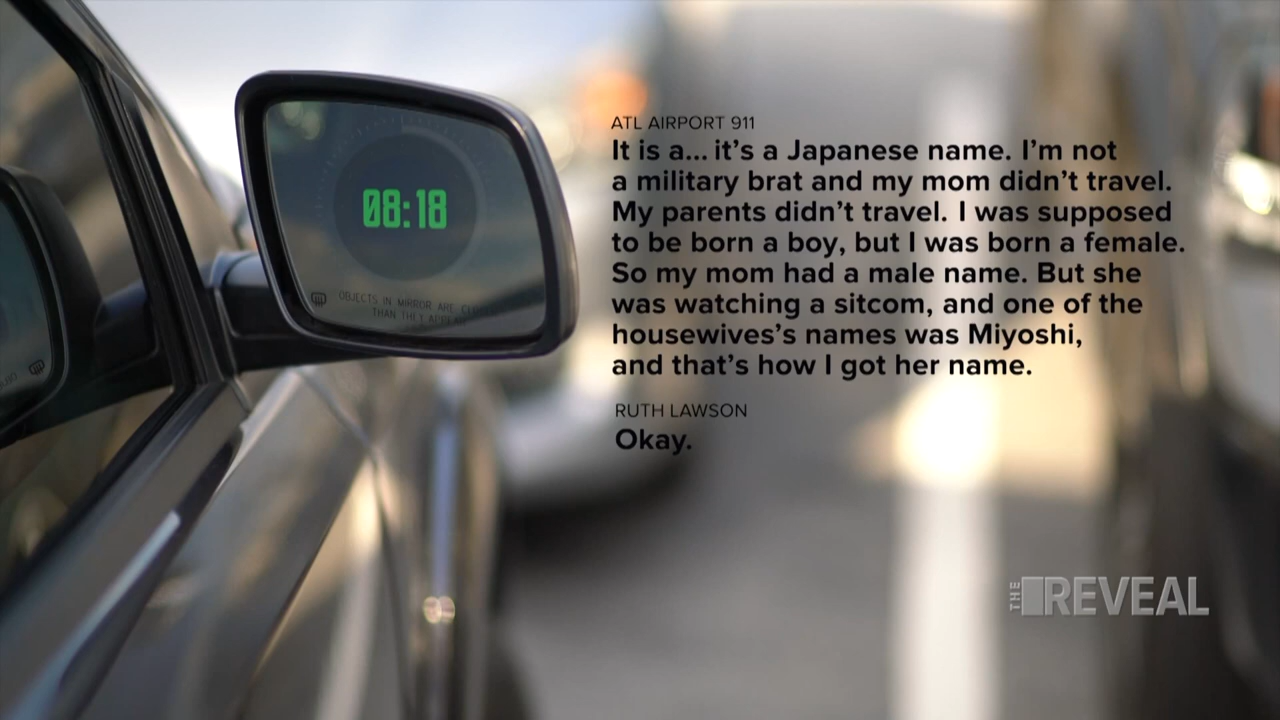 ATL AIRPORT 911
It is a... it’s a Japanese name. I’m not
a military brat and my mom didn’t travel.
My parents didn’t travel. I was supposed
to be born a boy, but I was born a female.
So my mom had a male name. But she
was watching a sitcom, and one of the
housewives’s names was Miyoshi,
and that’s how I got her name.
RUTH LAWSON
Okay.
08:18
OBJECTS IN MIRROR ARE
THAN THEY
THE REVEAL